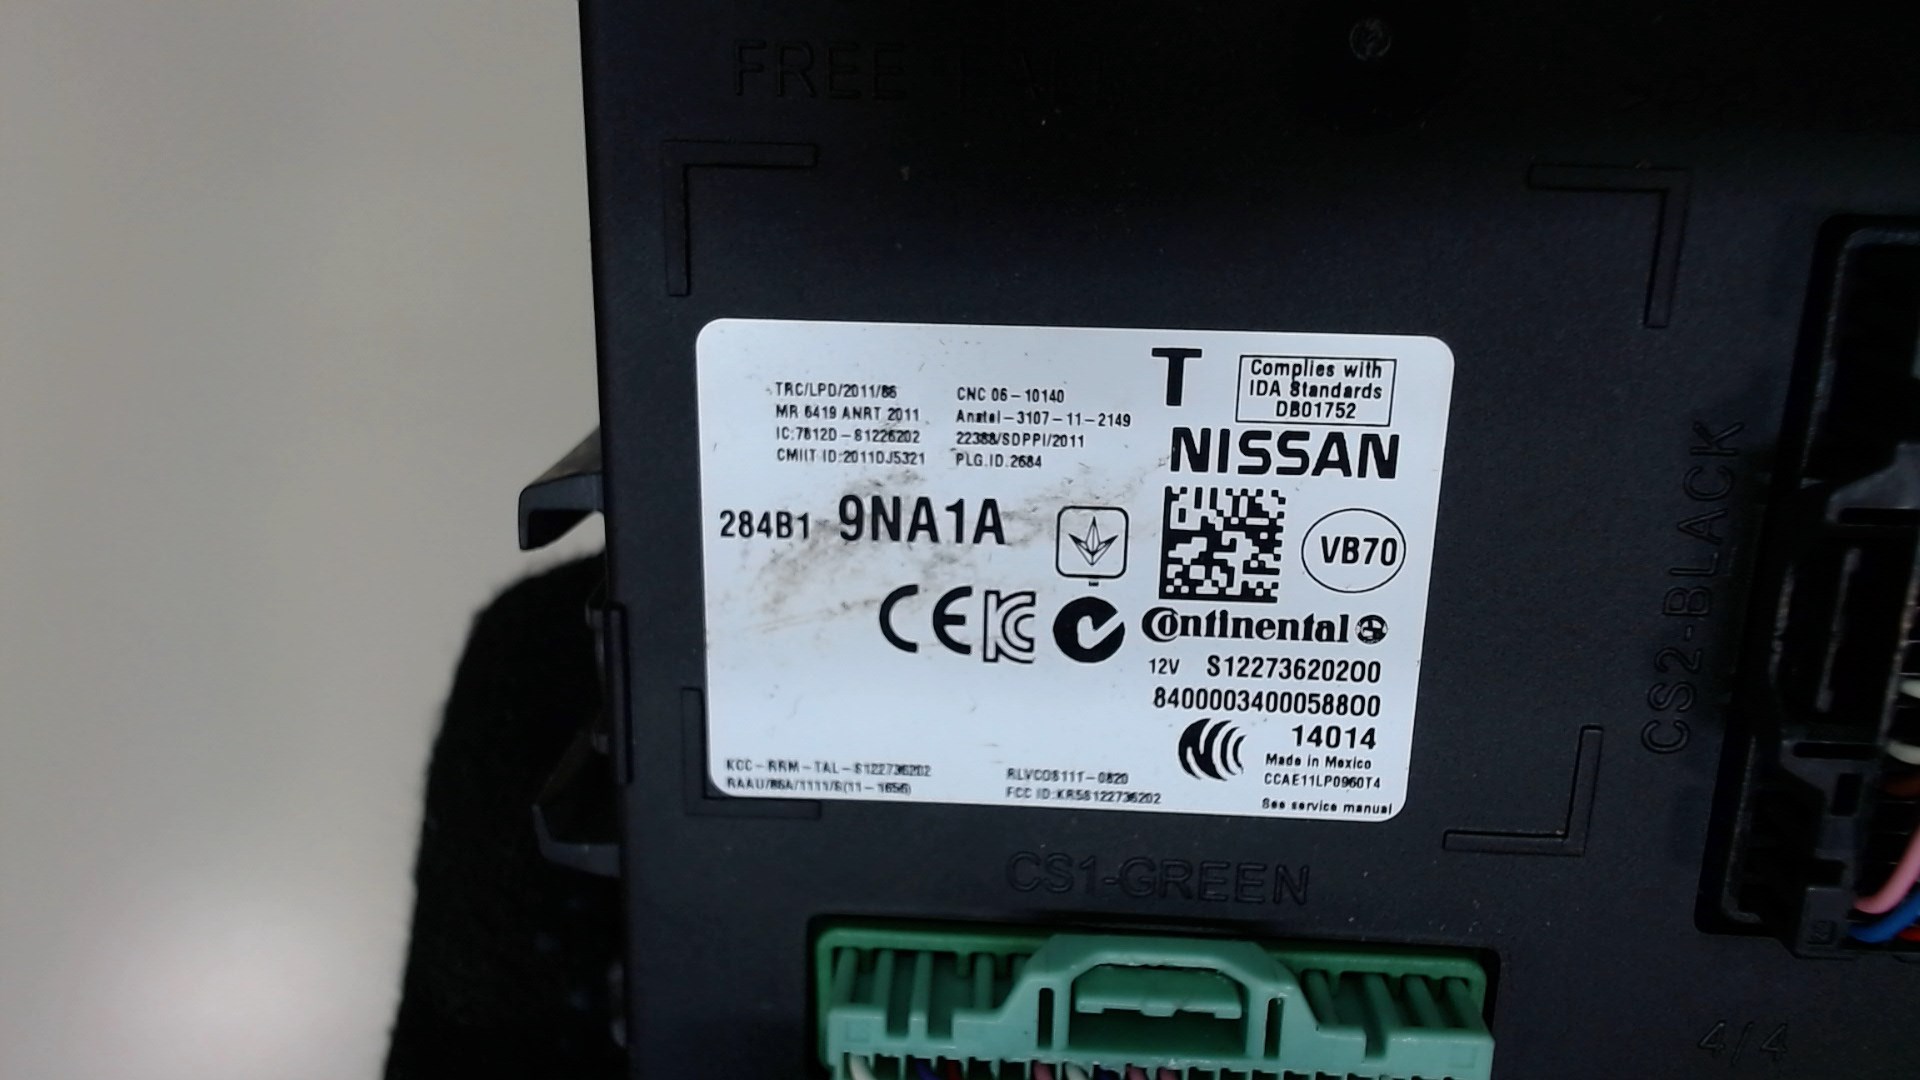 FREE
TRC/LPD/2011/86
MR 6419 ANRT 2011
IC:7812D-S1226202
CMIIT ID:2011DJ5321
CNC 06-10140
Anatel-3107-11-2149
22388/SDPPI/2011
PLG.ID.2684
T
Complies with
IDA Standards
DB01752
NISSAN
284B1 9NA1A
VB70
CE
Continental
12V S12273620200
8400003400058800
14014
Made in Mexico
CCAE11LP0960T4
See service manual
KCC-RRM-TAL-S122736202
RLVCOS111-0820
FCC ID:KR5S122736202
CS1-GREEN
CS2-BLACK
4/4